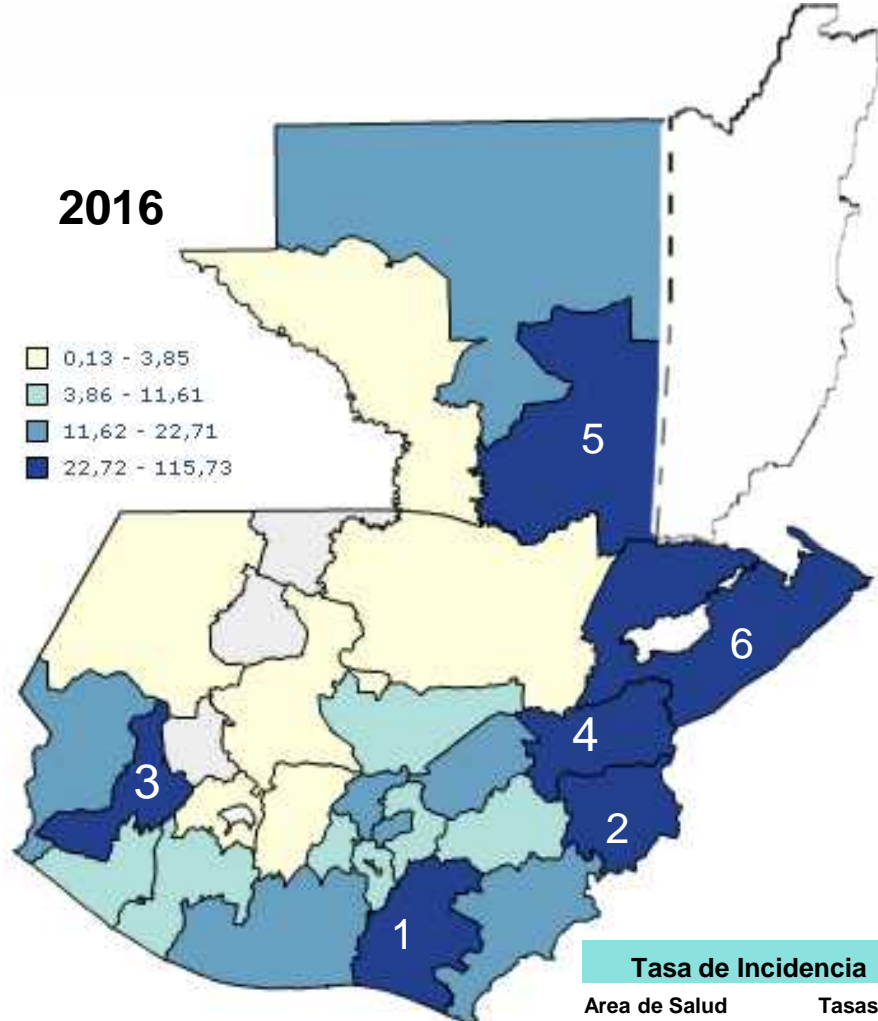 2016
0,13 - 3,85
3,86 - 11,61
11,62 - 22,71
22,72 - 115,73
5
6
4
3
2
1
Tasa de Incidencia
Area de Salud Tasas